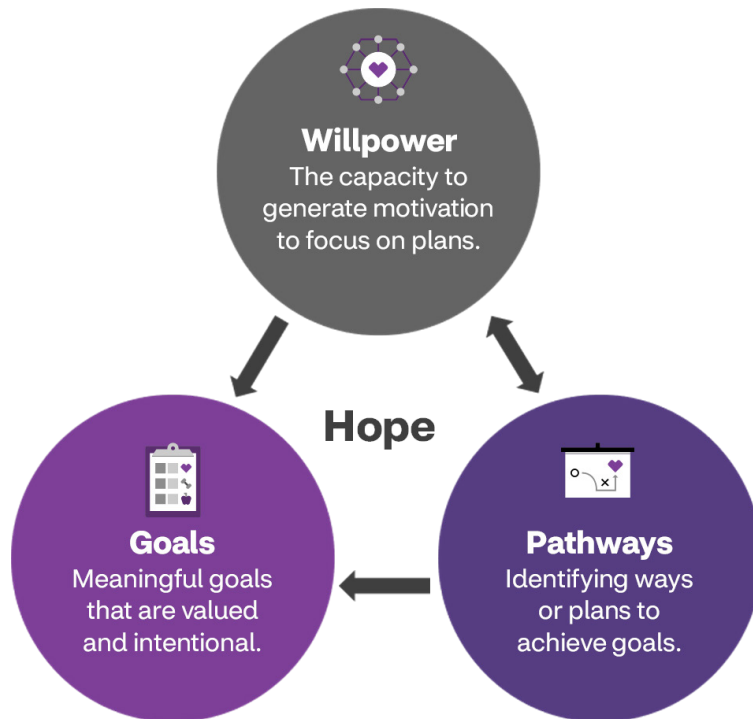 Willpower
The capacity to
generate motivation
to focus on plans.
Hope
Goals
Meaningful goals
that are valued
and intentional.
Pathways
Identifying ways
or plans to
achieve goals.